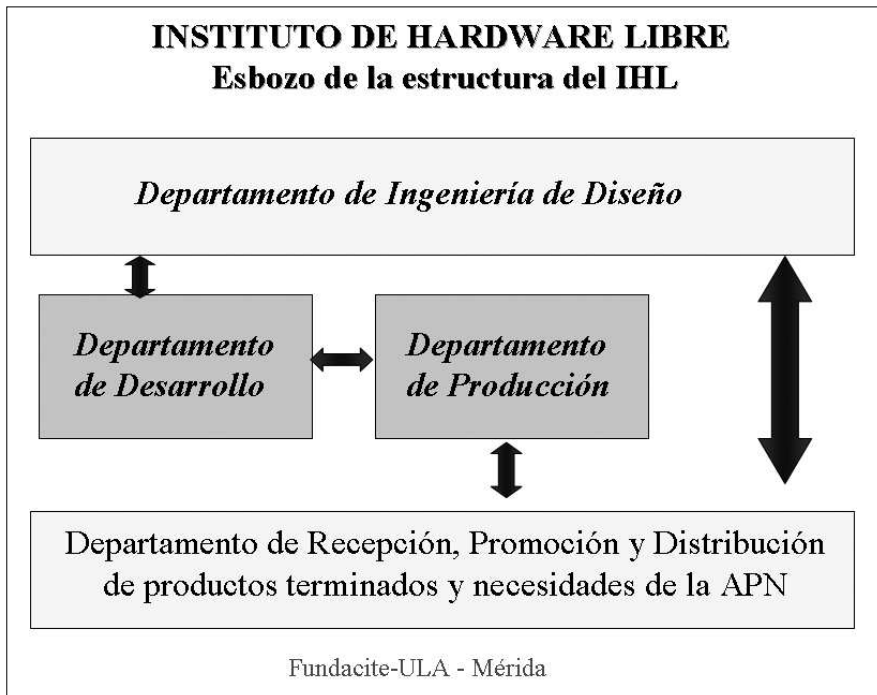 INSTITUTO DE HARDWARE LIBRE
Esbozo de la estructura del IHL
Departamento de Ingeniería de Diseño
Departamento
de Desarrollo
Departamento
de Producción
Departamento de Recepción, Promoción y Distribución
de productos terminados y necesidades de la APN
Fundacite-ULA - Mérida